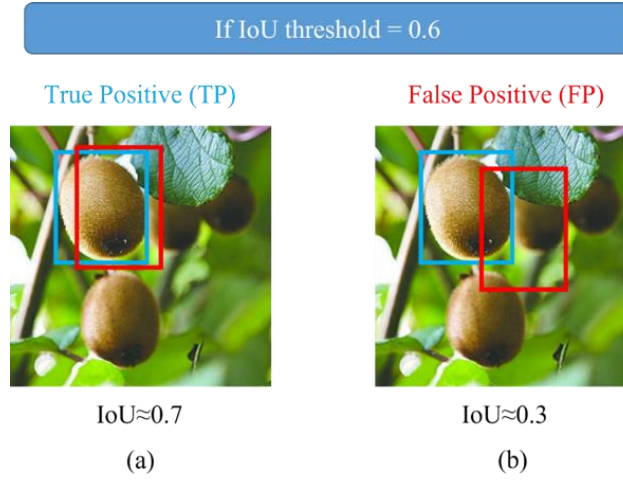 If IoU threshold = 0.6
True Positive (TP)
False Positive (FP)
IoU≈0.7
IoU≈0.3
(a)
(b)